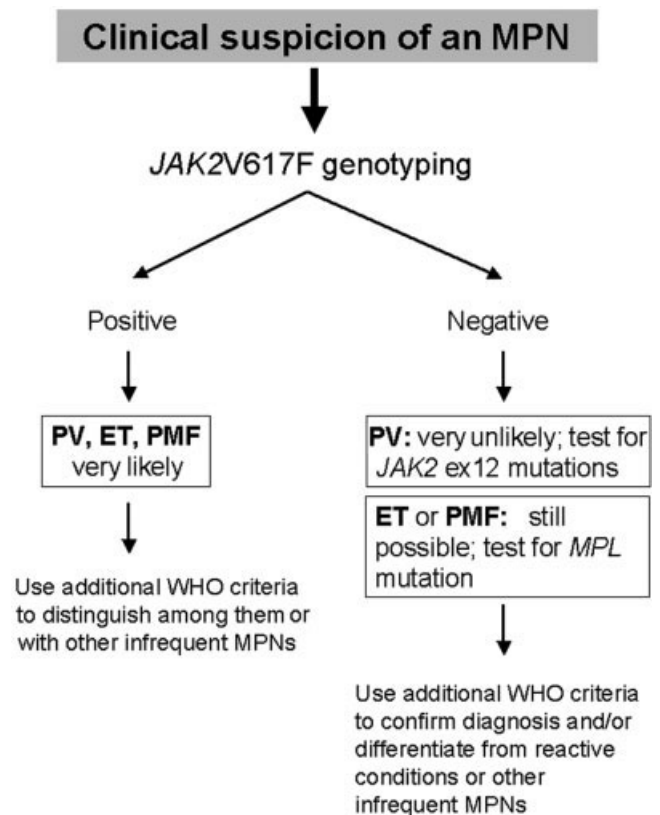 Clinical suspicion of an MPN
JAK2V617F genotyping
Positive
PV, ET, PMF
very likely
Use additional WHO criteria
to distinguish among them or
with other infrequent MPNs
Negative
PV: very unlikely; test for
JAK2 ex12 mutations
ET or PMF: still
possible; test for MPL
mutation
Use additional WHO criteria
to confirm diagnosis and/or
differentiate from reactive
conditions or other
infrequent MPNs